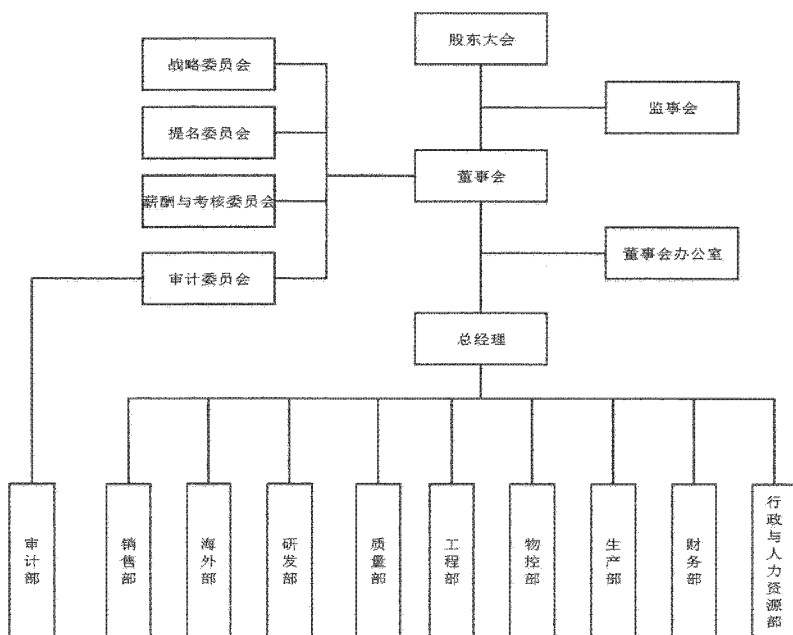 股东大会
战略委员会
监事会
提名委员会
董事会
薪酬与考核委员会
董事会办公室
审计委员会
总经理
审计部
销售部
海外部
研发部
质量部
工程部
物控部
生产部
财务部
行政与人力资源部